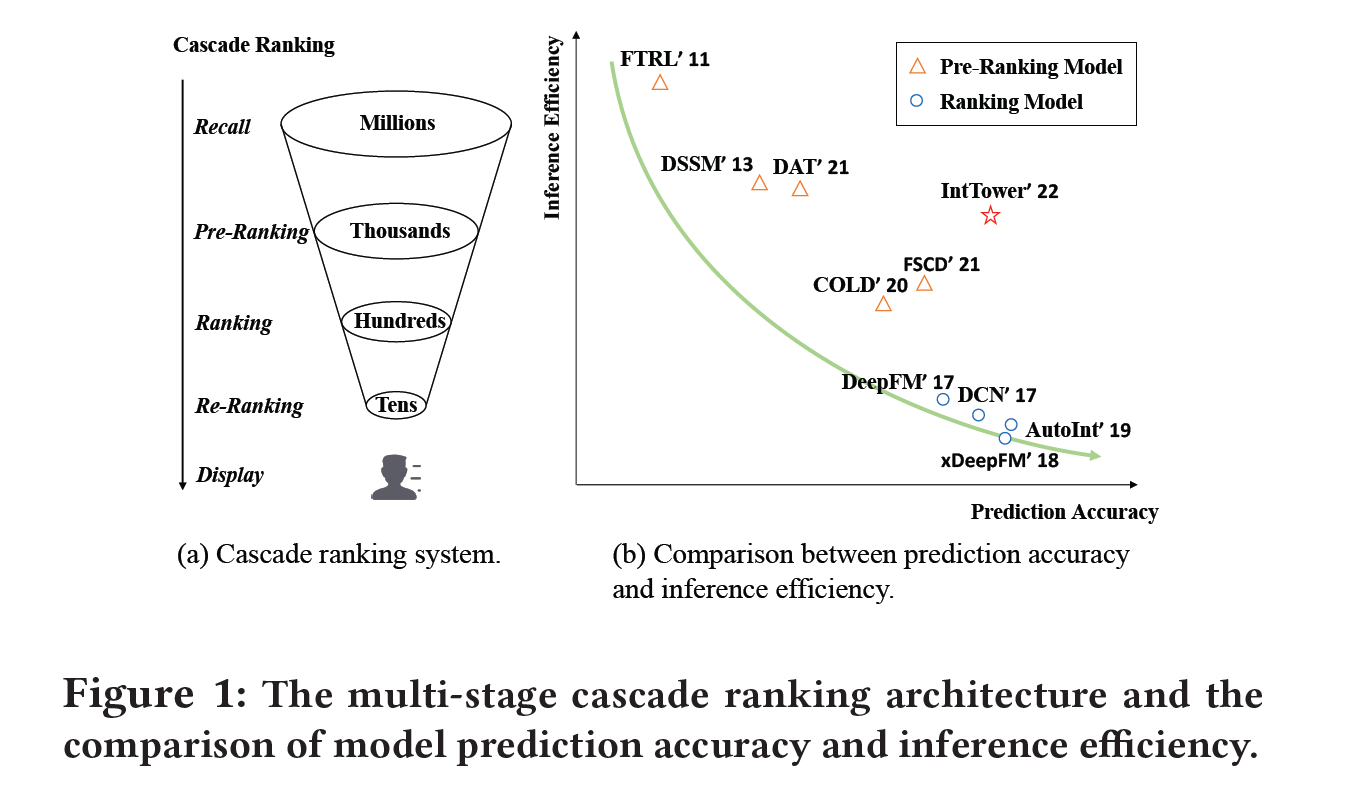 Cascade Ranking
Recall
Millions
Pre-Ranking
Thousands
Ranking
Hundreds
Re-Ranking
Tens
Display
(a) Cascade ranking system.
Inference Efficiency
FTRL’ 11
Pre-Ranking Model
Ranking Model
DSSM’ 13
DAT’ 21
IntTower’ 22
FSCD’ 21
COLD’ 20
DeepFM’ 17
DCN’ 17
AutoInt’ 19
xDeepFM’ 18
Prediction Accuracy
(b) Comparison between prediction accuracy
and inference efficiency.
Figure 1: The multi-stage cascade ranking architecture and the
comparison of model prediction accuracy and inference efficiency.